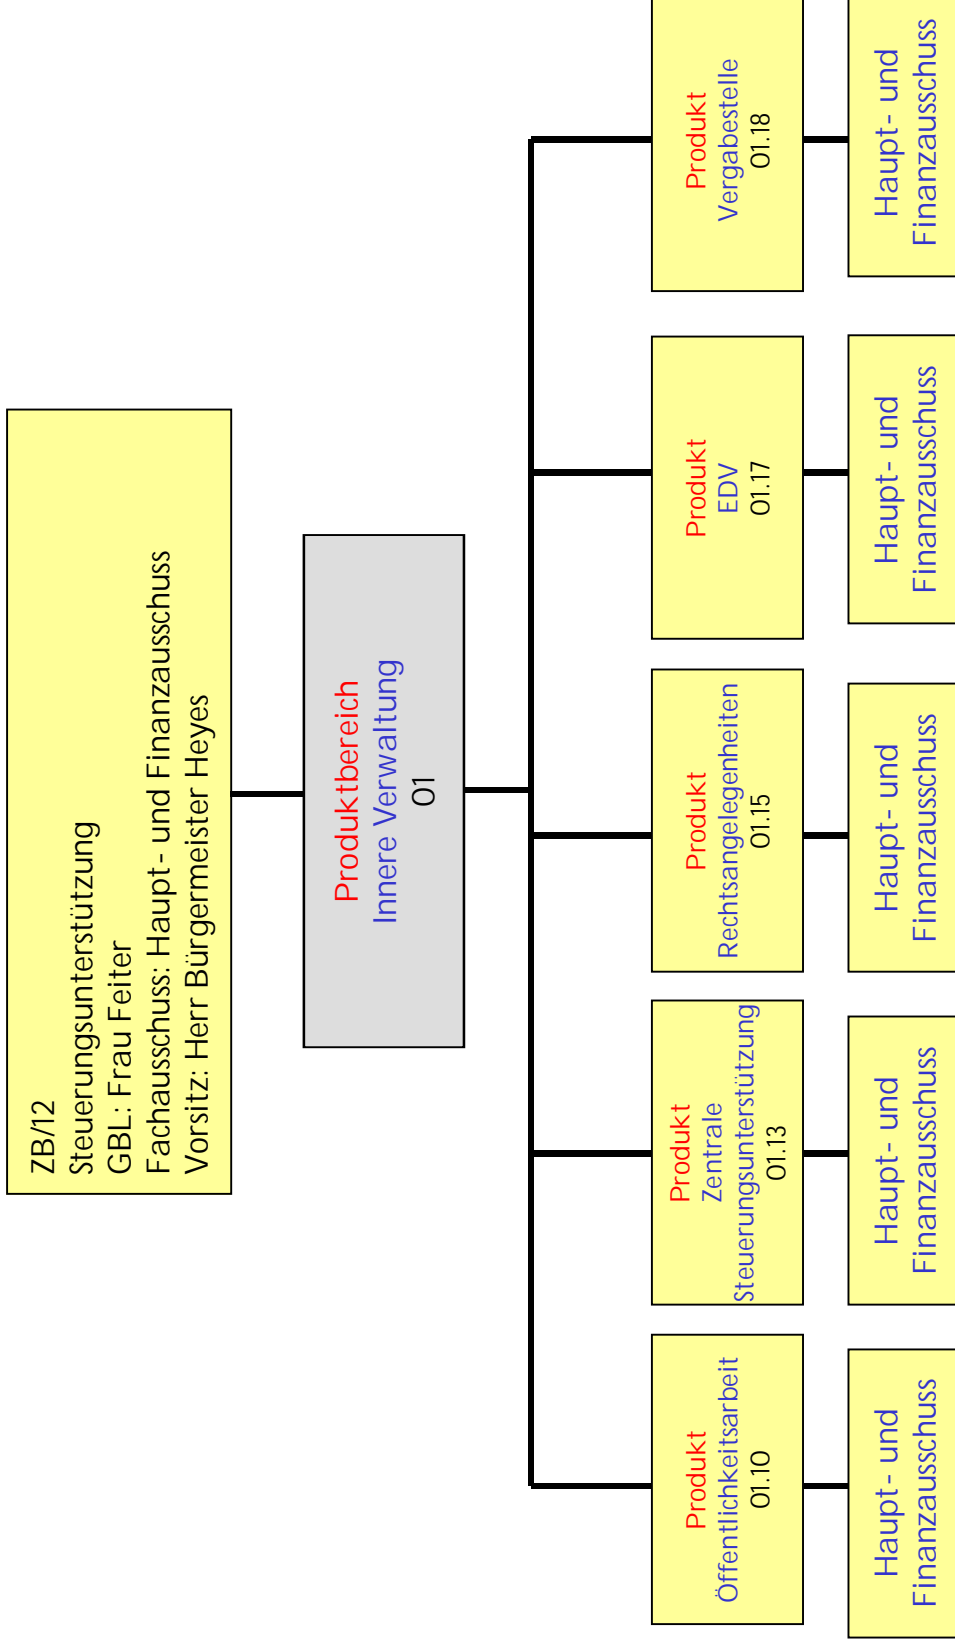 ZB/12
Steuerungsunterstützung
GBL: Frau Feiter
Fachausschuss: Haupt- und Finanzausschuss
Vorsitz: Herr Bürgermeister Heyes
Produktbereich
Innere Verwaltung
01
Produkt
Öffentlichkeitsarbeit
01.10
Produkt
Zentrale
Steuerungsunterstützung
01.13
Produkt
Rechtsangelegenheiten
01.15
Produkt
EDV
01.17
Produkt
Vergabestelle
01.18
Haupt- und
Finanzausschuss
Haupt- und
Finanzausschuss
Haupt- und
Finanzausschuss
Haupt- und
Finanzausschuss
Haupt- und
Finanzausschuss